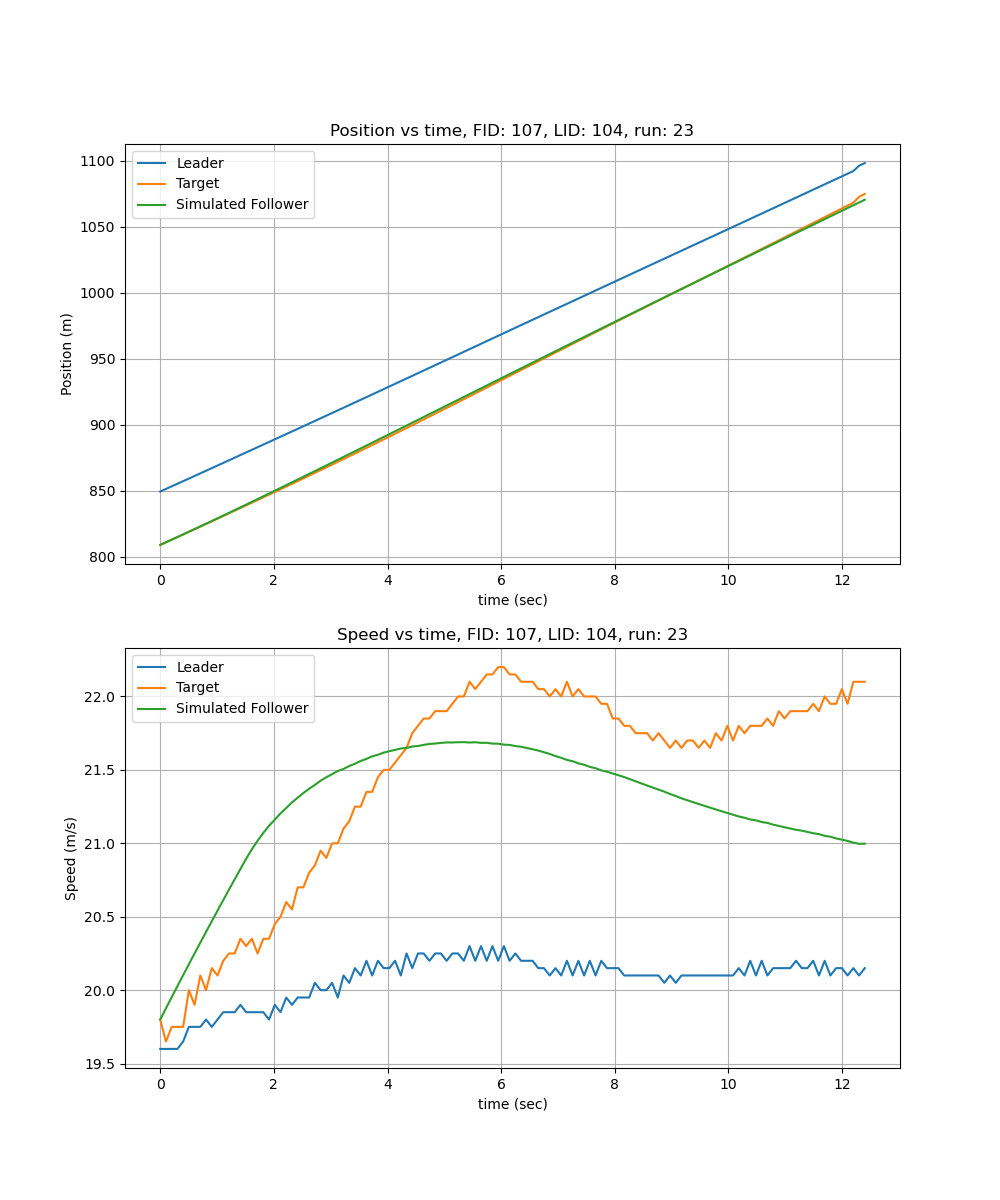 Position vs time, FID: 107, LID: 104, run: 23
Leader
Target
Simulated Follower
1100
1050
1000
950
900
850
800
Position (m)
0 2 4 6 8 10 12
time (sec)
Speed vs time, FID: 107, LID: 104, run: 23
Leader
Target
Simulated Follower
22.0
21.5
21.0
20.5
20.0
19.5
Speed (m/s)
0 2 4 6 8 10 12
time (sec)